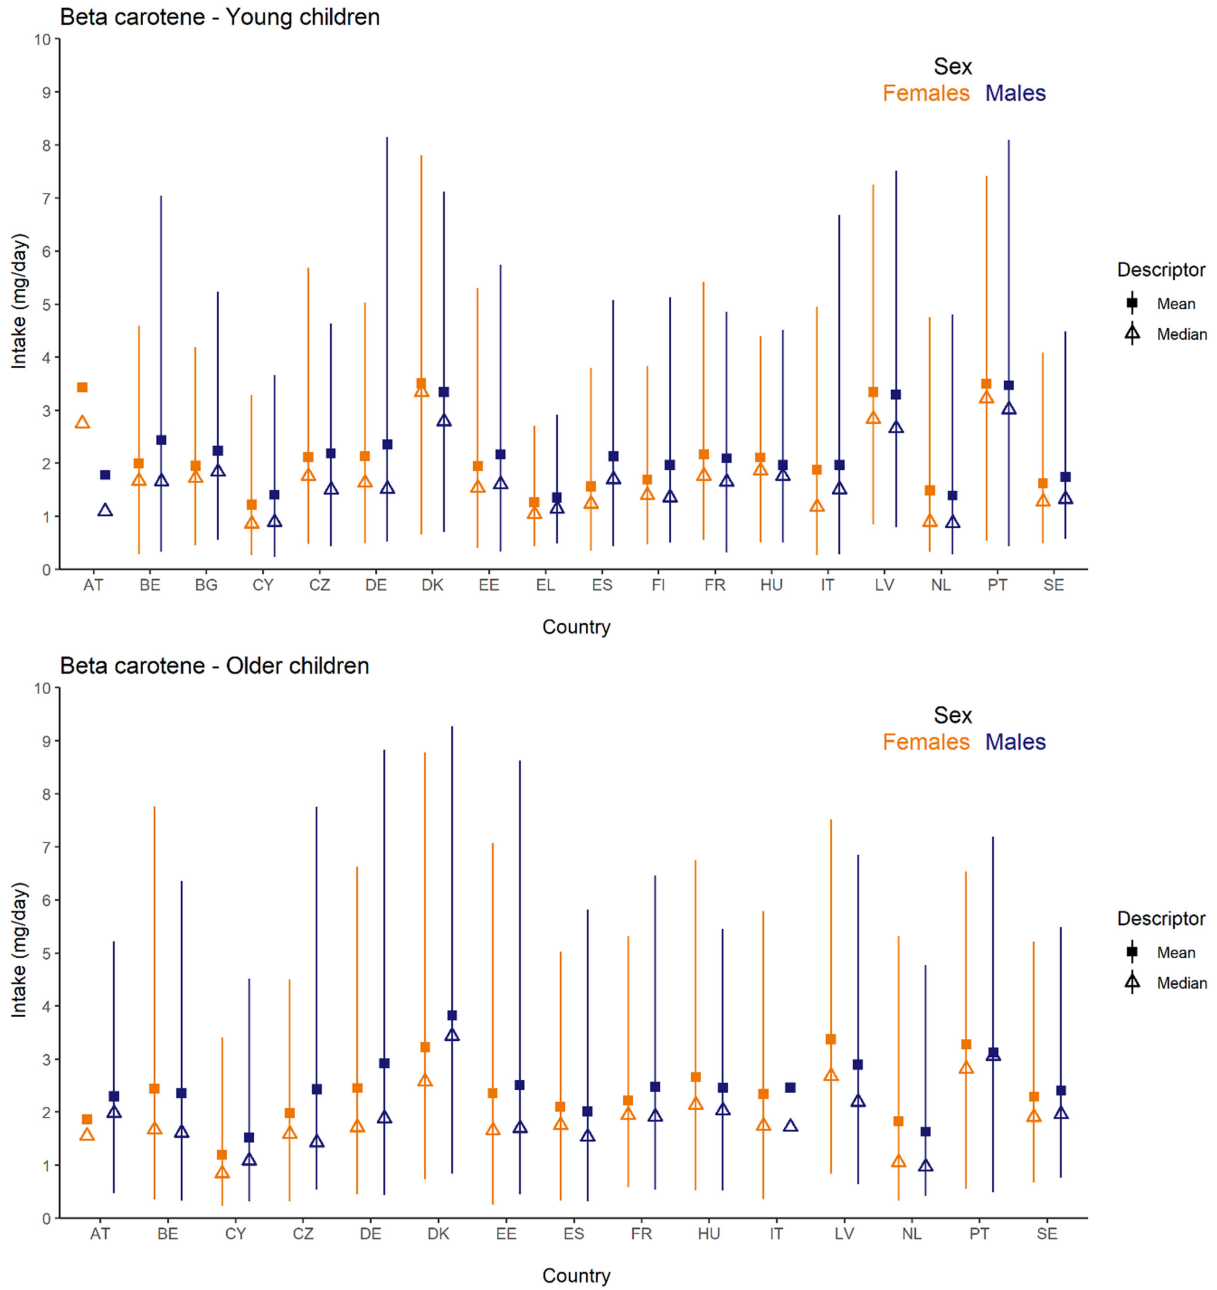 Beta carotene - Young children
10
9
8
7
6
5
4
3
2
1
0
Intake (mg/day)
Sex
Females Males
Descriptor
Mean
Median
AT BE BG CY CZ DE DK EE EL ES FI FR HU IT LV NL PT SE
Country
Beta carotene - Older children
10
9
8
7
6
5
4
3
2
1
0
Intake (mg/day)
Sex
Females Males
Descriptor
Mean
Median
AT BE CY CZ DE DK EE ES FR HU IT LV NL PT SE
Country